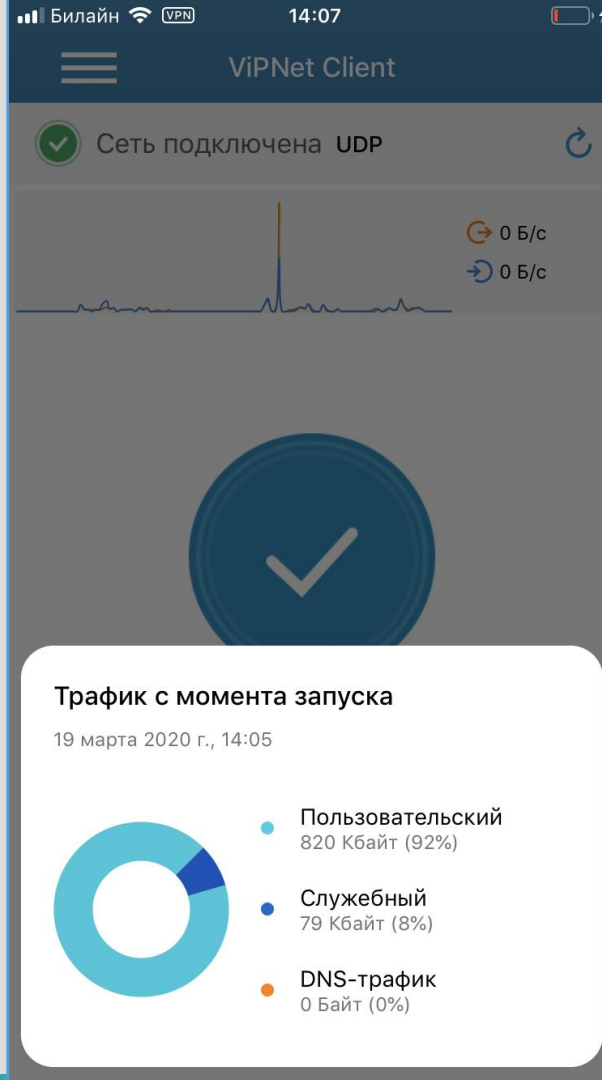 Билайн VPN 14:07
ViPNet Client
Сеть подключена UDP
0 Б/с
0 Б/с
Трафик с момента запуска
19 марта 2020 г., 14:05
Пользовательский
820 Кбайт (92%)
Служебный
79 Кбайт (8%)
DNS-трафик
0 Байт (0%)